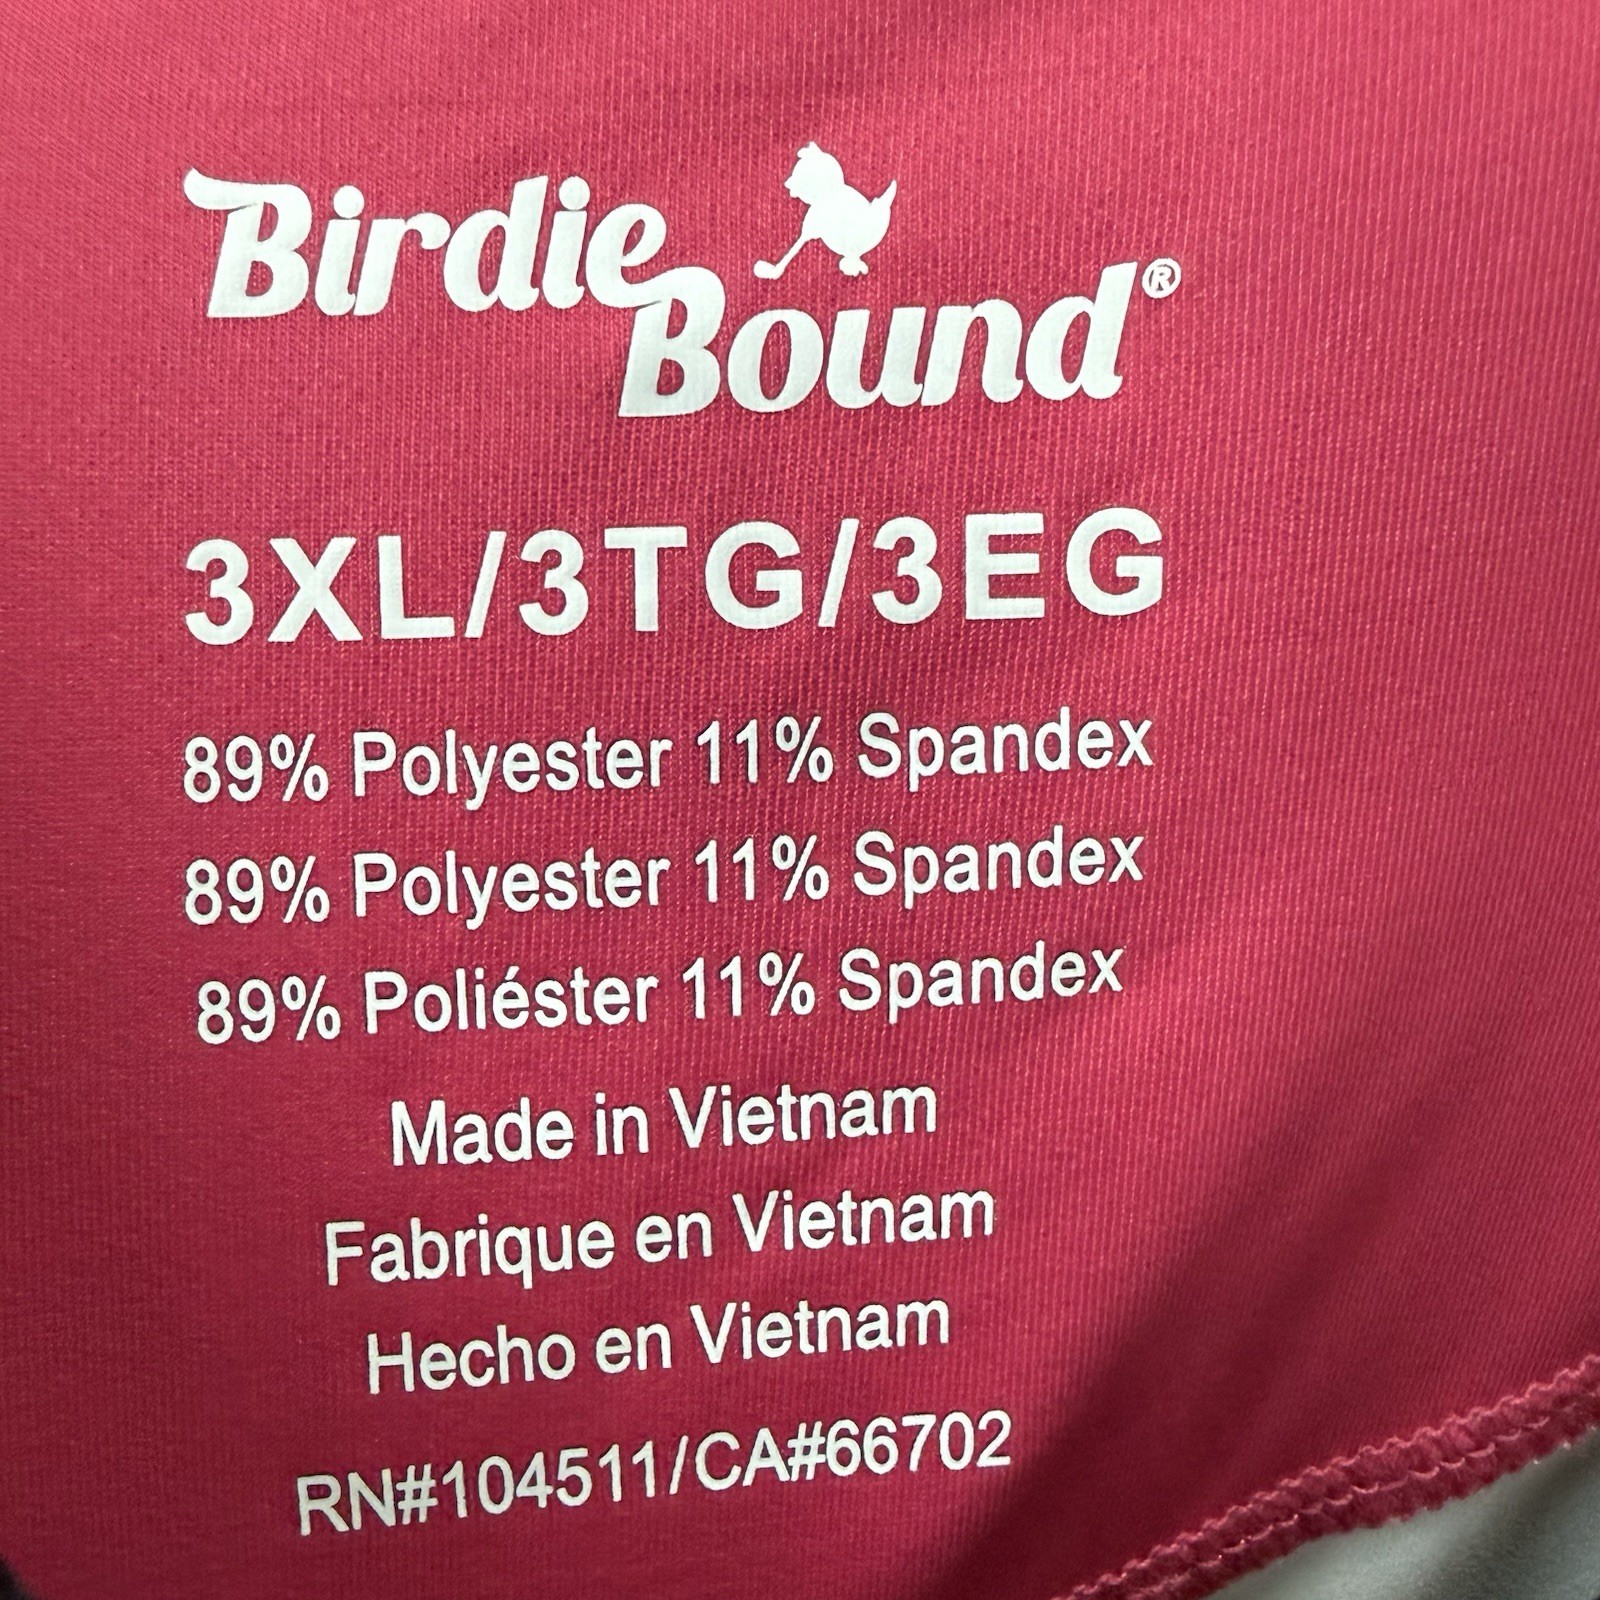 Birdie
Bound®
3XL/3TG/3EG
89% Polyester 11% Spandex
89% Polyester 11% Spandex
89% Poliéster 11% Spandex
Made in Vietnam
Fabrique en Vietnam
Hecho en Vietnam
RN#104511/CA#66702